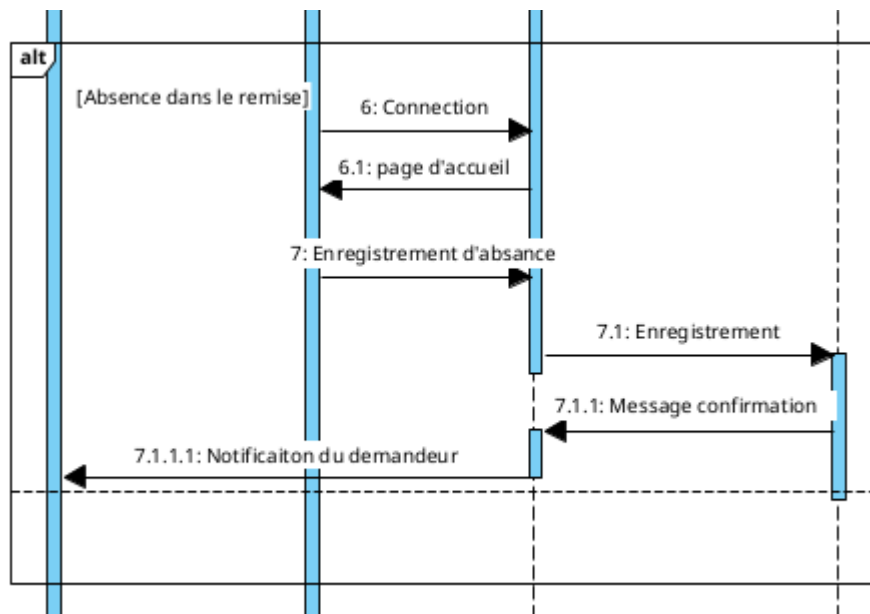 alt
[Absence dans le remise]
6: Connection
6.1: page d'accueil
7: Enregistrement d'absance
7.1: Enregistrement
7.1.1: Message confirmation
7.1.1.1: Notificaiton du demandeur